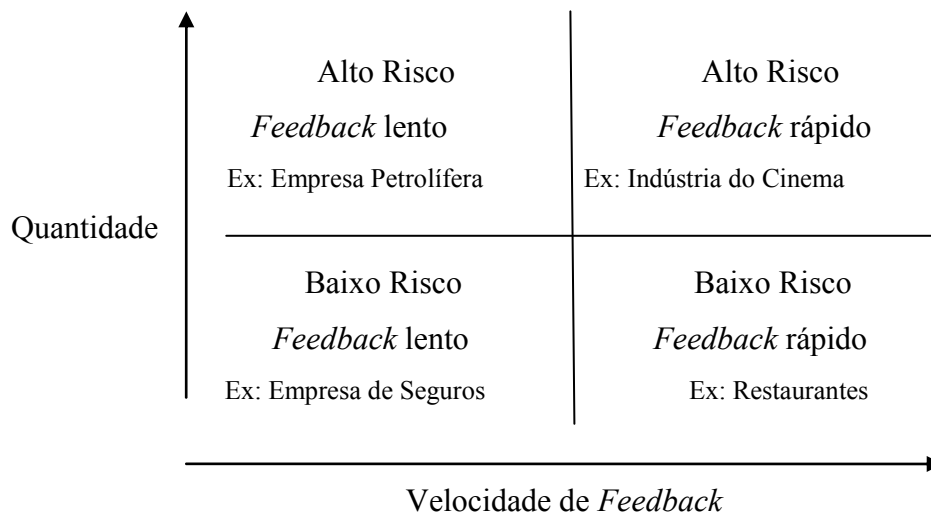 Alto Risco
Feedback lento
Ex: Empresa Petrolífera
Alto Risco
Feedback rápido
Ex: Indústria do Cinema
Quantidade
Baixo Risco
Feedback lento
Ex: Empresa de Seguros
Baixo Risco
Feedback rápido
Ex: Restaurantes
Velocidade de Feedback